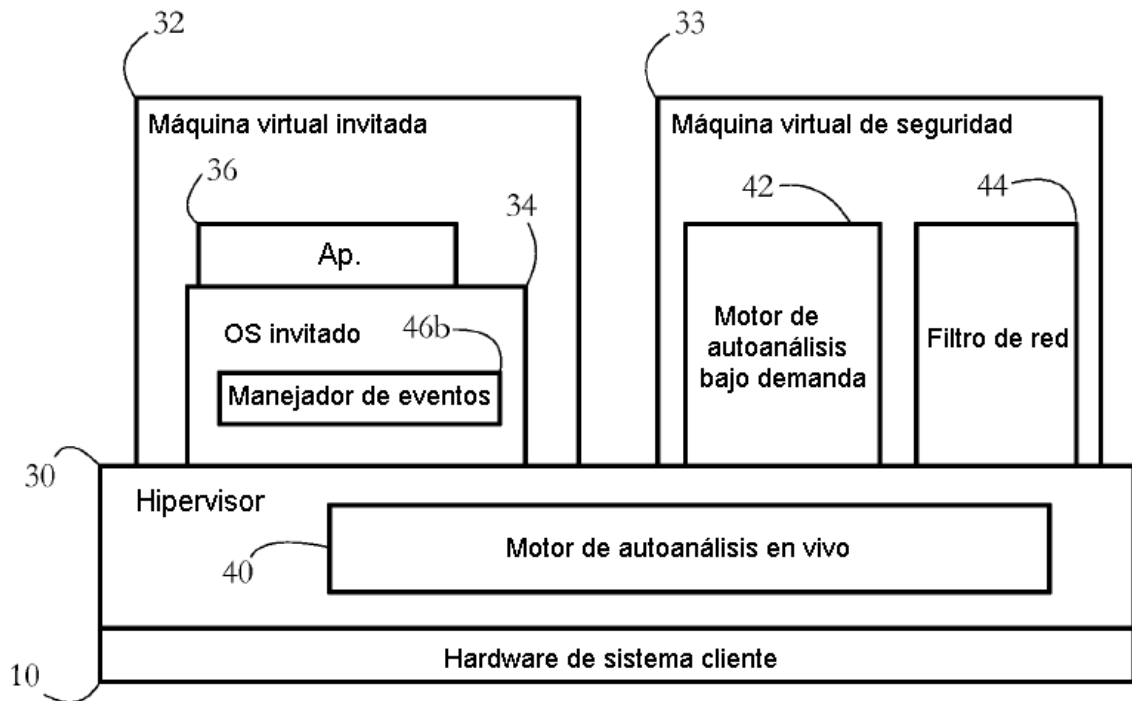 32
33
Máquina virtual invitada
Máquina virtual de seguridad
36
34
42
44
Ap.
OS invitado
46b
Manejador de eventos
Motor de
autoanálisis
bajo demanda
Filtro de red
30
Hipervisor
40
Motor de autoanálisis en vivo
10
Hardware de sistema cliente